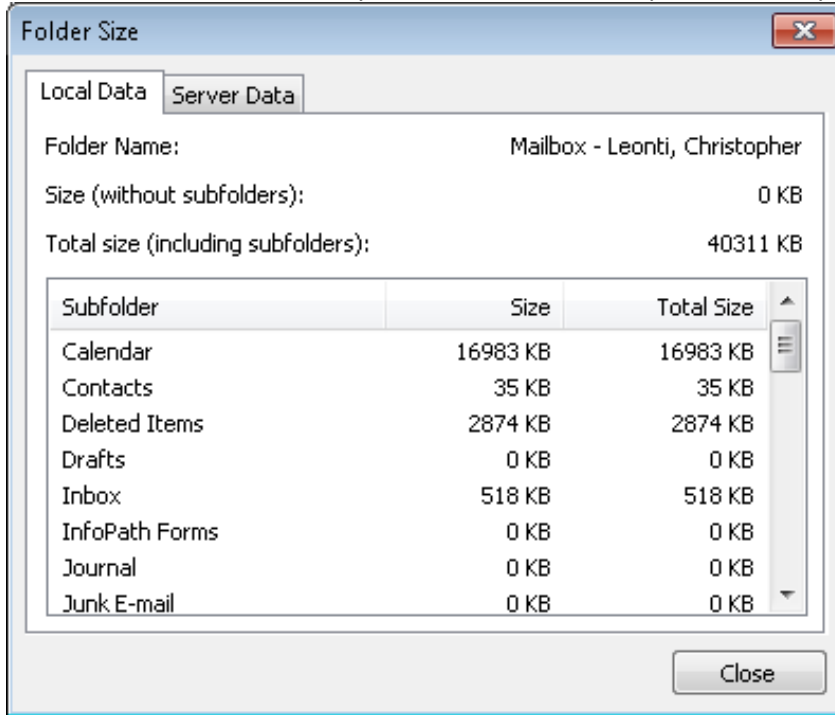 Folder Size
Local Data Server Data
Folder Name: Mailbox - Leonti, Christopher
Size (without subfolders): 0 KB
Total size (including subfolders): 40311 KB
Subfolder Size Total Size
Calendar 16983 KB 16983 KB
Contacts 35 KB 35 KB
Deleted Items 2874 KB 2874 KB
Drafts 0 KB 0 KB
Inbox 518 KB 518 KB
InfoPath Forms 0 KB 0 KB
Journal 0 KB 0 KB
Junk E-mail 0 KB 0 KB
Close